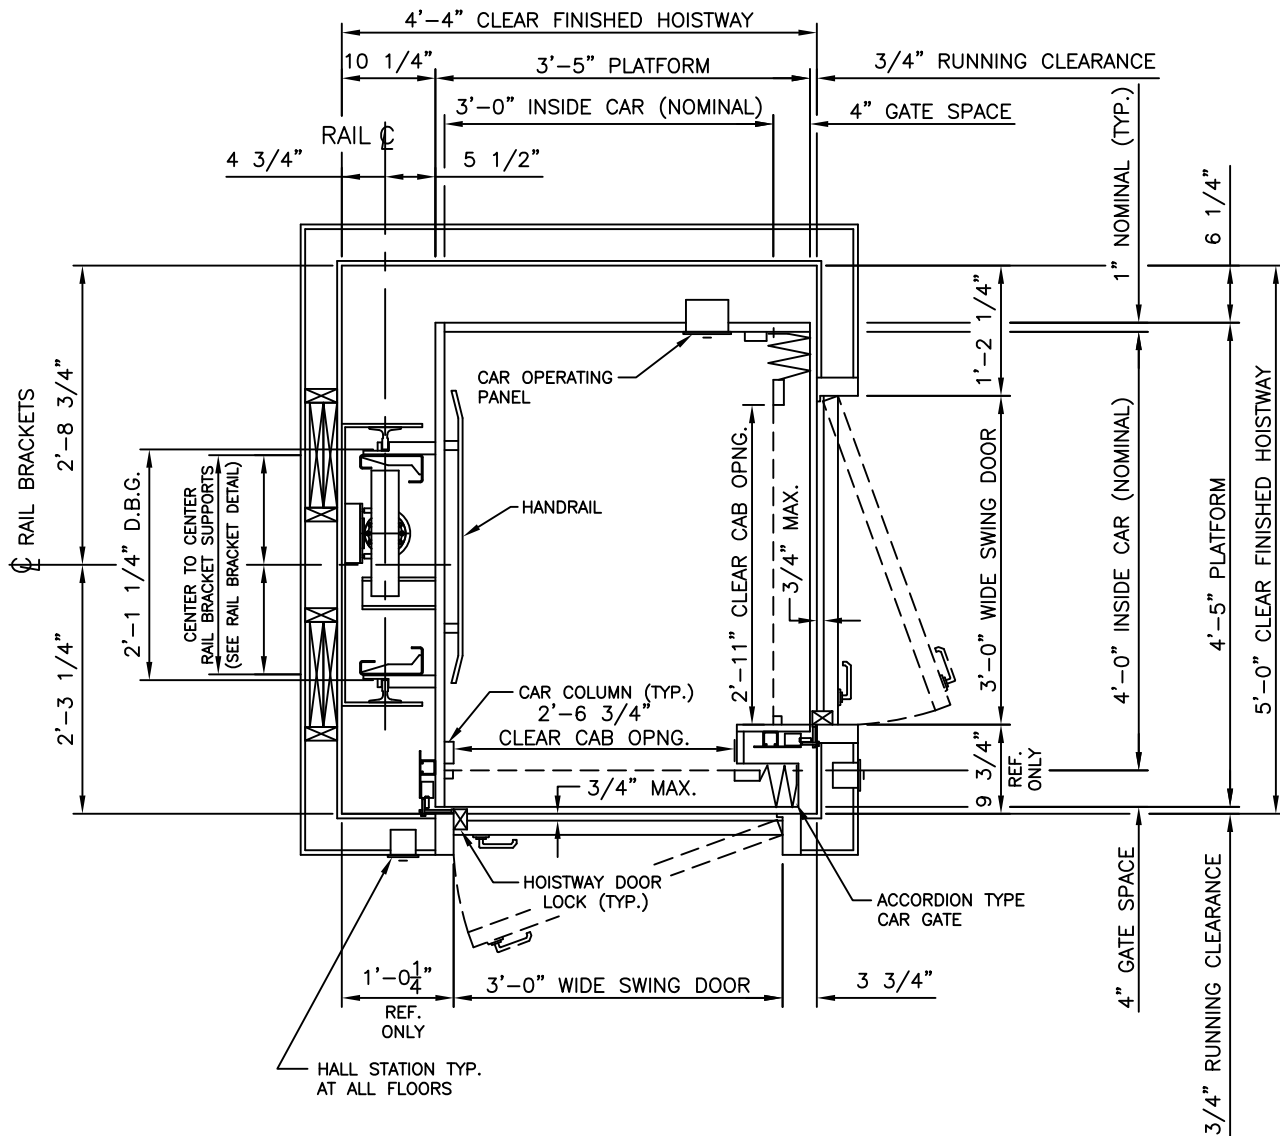 4'-4" CLEAR FINISHED HOISTWAY
10 1/4"
3'-5" PLATFORM
3/4" RUNNING CLEARANCE
3'-0" INSIDE CAR (NOMINAL)
4" GATE SPACE
RAIL ℄
4 3/4"
5 1/2"
1" NOMINAL (TYP.)
6 1/4"
℄ RAIL BRACKETS
2'-8 3/4"
2'-3 1/4"
2'-1 1/4" D.B.G.
CENTER TO CENTER
RAIL BRACKET SUPPORTS
(SEE RAIL BRACKET DETAIL)
CAR OPERATING
PANEL
HANDRAIL
CAR COLUMN (TYP.)
2'-6 3/4"
CLEAR CAB OPNG.
3/4" MAX.
2'-11" CLEAR CAB OPNG.
3/4" MAX.
1'-2 1/4"
3'-0" WIDE SWING DOOR
9 3/4"
REF.
ONLY
4'-0" INSIDE CAR (NOMINAL)
4'-5" PLATFORM
5'-0" CLEAR FINISHED HOISTWAY
HOISTWAY DOOR
LOCK (TYP.)
ACCORDION TYPE
CAR GATE
4" GATE SPACE
3/4" RUNNING CLEARANCE
1'-0 1/4"
REF.
ONLY
3'-0" WIDE SWING DOOR
3 3/4"
HALL STATION TYP.
AT ALL FLOORS